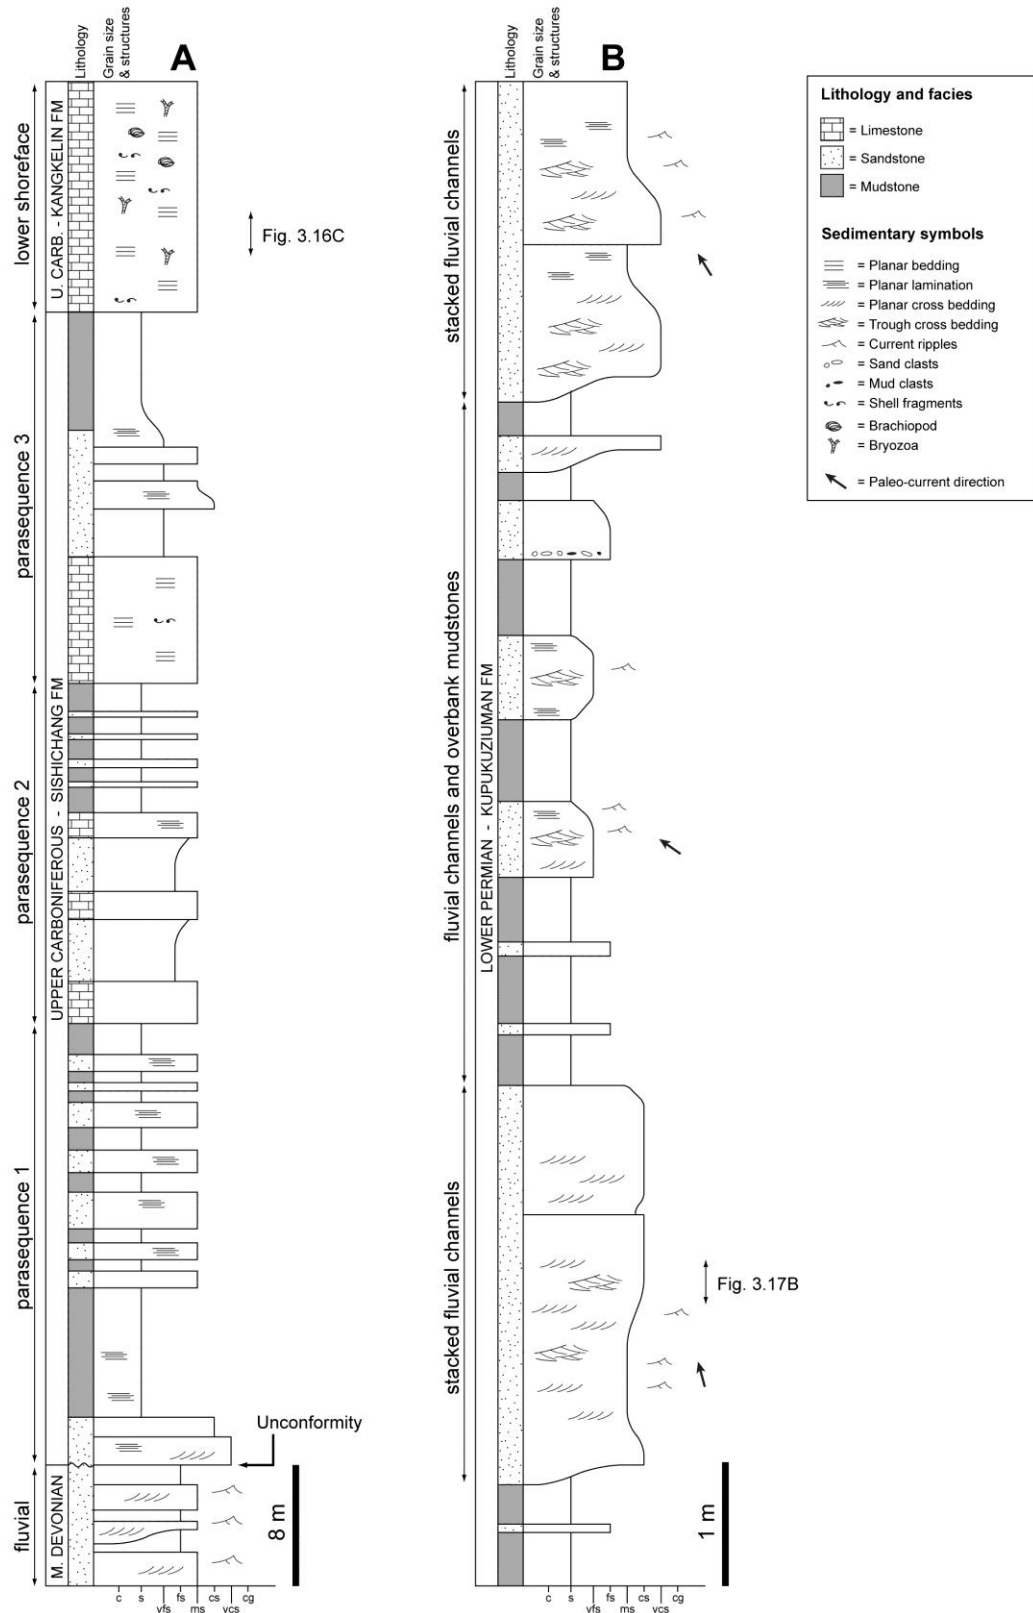 Lithology
Grain size
& structures
A
lower shoreface
U. CARB. - KANGKELIN FM
Fig. 3.16C
parasequence 3
UPPER CARBONIFEROUS - SISHICHANG FM
parasequence 2
parasequence 1
Unconformity
fluvial
M. DEVONIAN
8 m
c
s
vfs
fs
ms
cs
vcs
cg
Lithology
Grain size
& structures
B
stacked fluvial channels
fluvial channels and overbank mudstones
LOWER PERMIAN - KUPUKUZIUMAN FM
stacked fluvial channels
Fig. 3.17B
1 m
c
s
vfs
fs
ms
cs
vcs
cg
Lithology and facies
= Limestone
= Sandstone
= Mudstone
Sedimentary symbols
= Planar bedding
= Planar lamination
= Planar cross bedding
= Trough cross bedding
= Current ripples
= Sand clasts
= Mud clasts
= Shell fragments
= Brachiopod
= Bryozoa
= Paleo-current direction